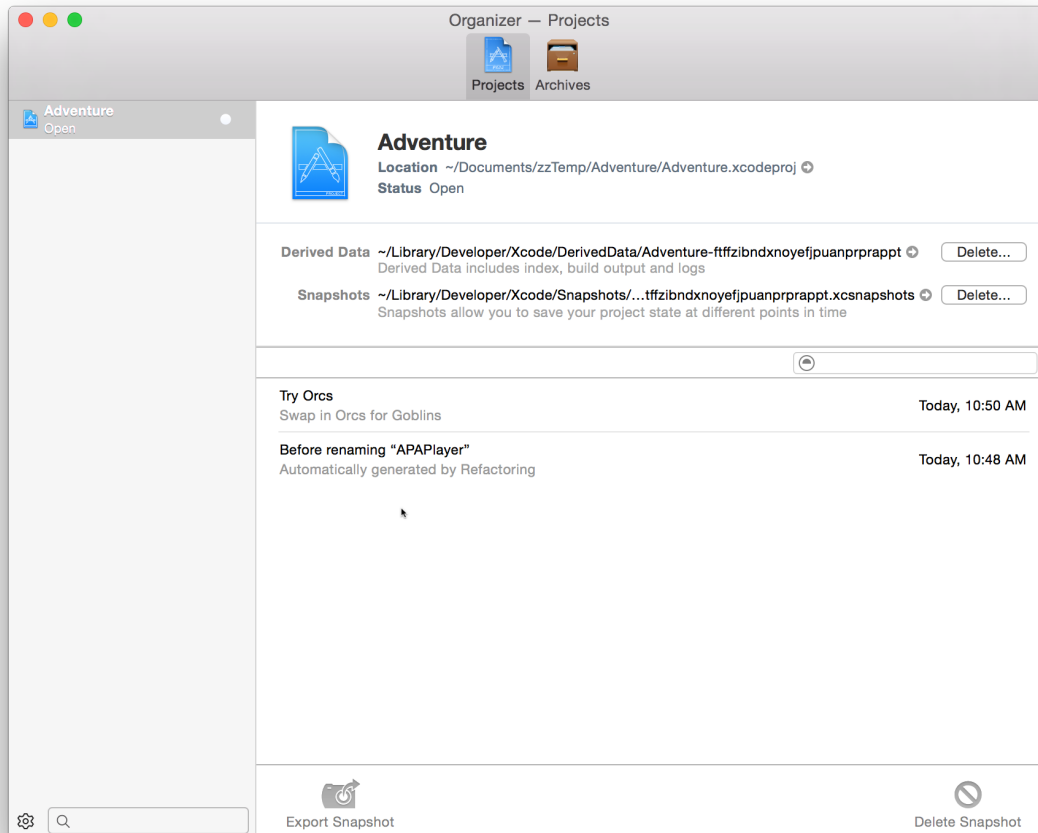 Organizer — Projects
Projects
Archives
Adventure
Open
Adventure
Location ~/Documents/zzTemp/Adventure/Adventure.xcodeproj
Status Open
Derived Data ~/Library/Developer/Xcode/DerivedData/Adventure-ftffzibndxnoyefjpuanprprappt Delete...
Derived Data includes index, build output and logs
Snapshots ~/Library/Developer/Xcode/Snapshots/...tffzibndxnoyefjpuanprprappt.xcsnapshots Delete...
Snapshots allow you to save your project state at different points in time
Try Orcs
Swap in Orcs for Goblins
Today, 10:50 AM
Before renaming “APAPlayer”
Automatically generated by Refactoring
Today, 10:48 AM
Export Snapshot
Delete Snapshot